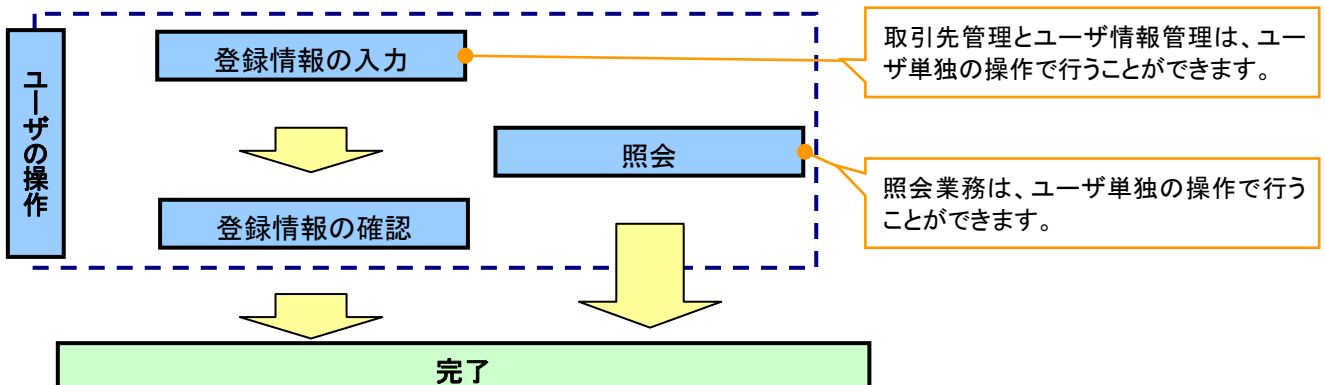 ユーザの操作
登録情報の入力
取引先管理とユーザ情報管理は、ユー
ザ単独の操作で行うことができます。
照会
照会業務は、ユーザ単独の操作で行う
ことができます。
登録情報の確認
完了